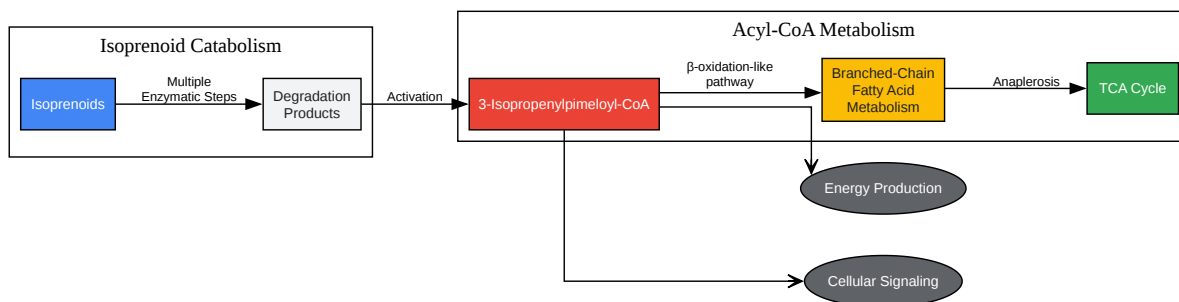 Isoprenoid Catabolism
Isoprenoids
Multiple
Enzymatic Steps
Degradation
Products
Activation
Acyl-CoA Metabolism
3-Isopropenylpimeloyl-CoA
β-oxidation-like
pathway
Branched-Chain
Fatty Acid
Metabolism
Anaplerosis
TCA Cycle
Energy Production
Cellular Signaling